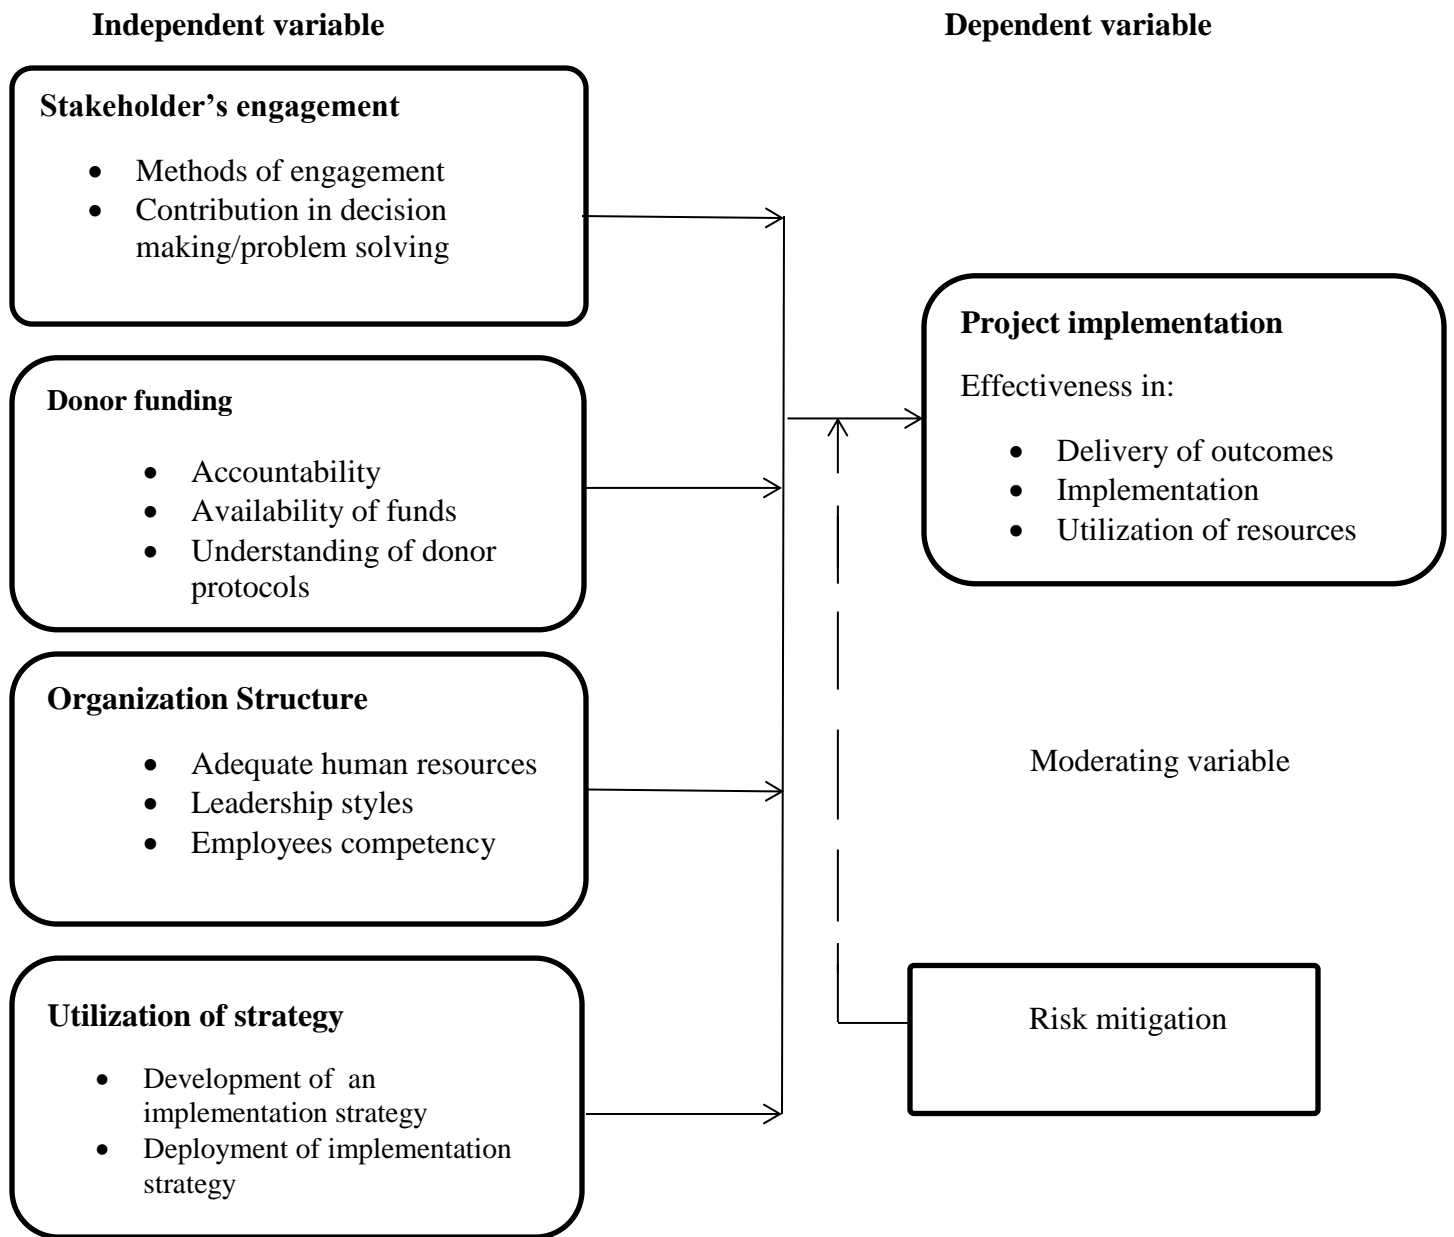 Independent variable
Dependent variable
Stakeholder’s engagement
• Methods of engagement
• Contribution in decision
making/problem solving
Donor funding
• Accountability
• Availability of funds
• Understanding of donor
protocols
Organization Structure
• Adequate human resources
• Leadership styles
• Employees competency
Utilization of strategy
• Development of  an
implementation strategy
• Deployment of implementation
strategy
Project implementation
Effectiveness in:
• Delivery of outcomes
• Implementation
• Utilization of resources
Moderating variable
Risk mitigation